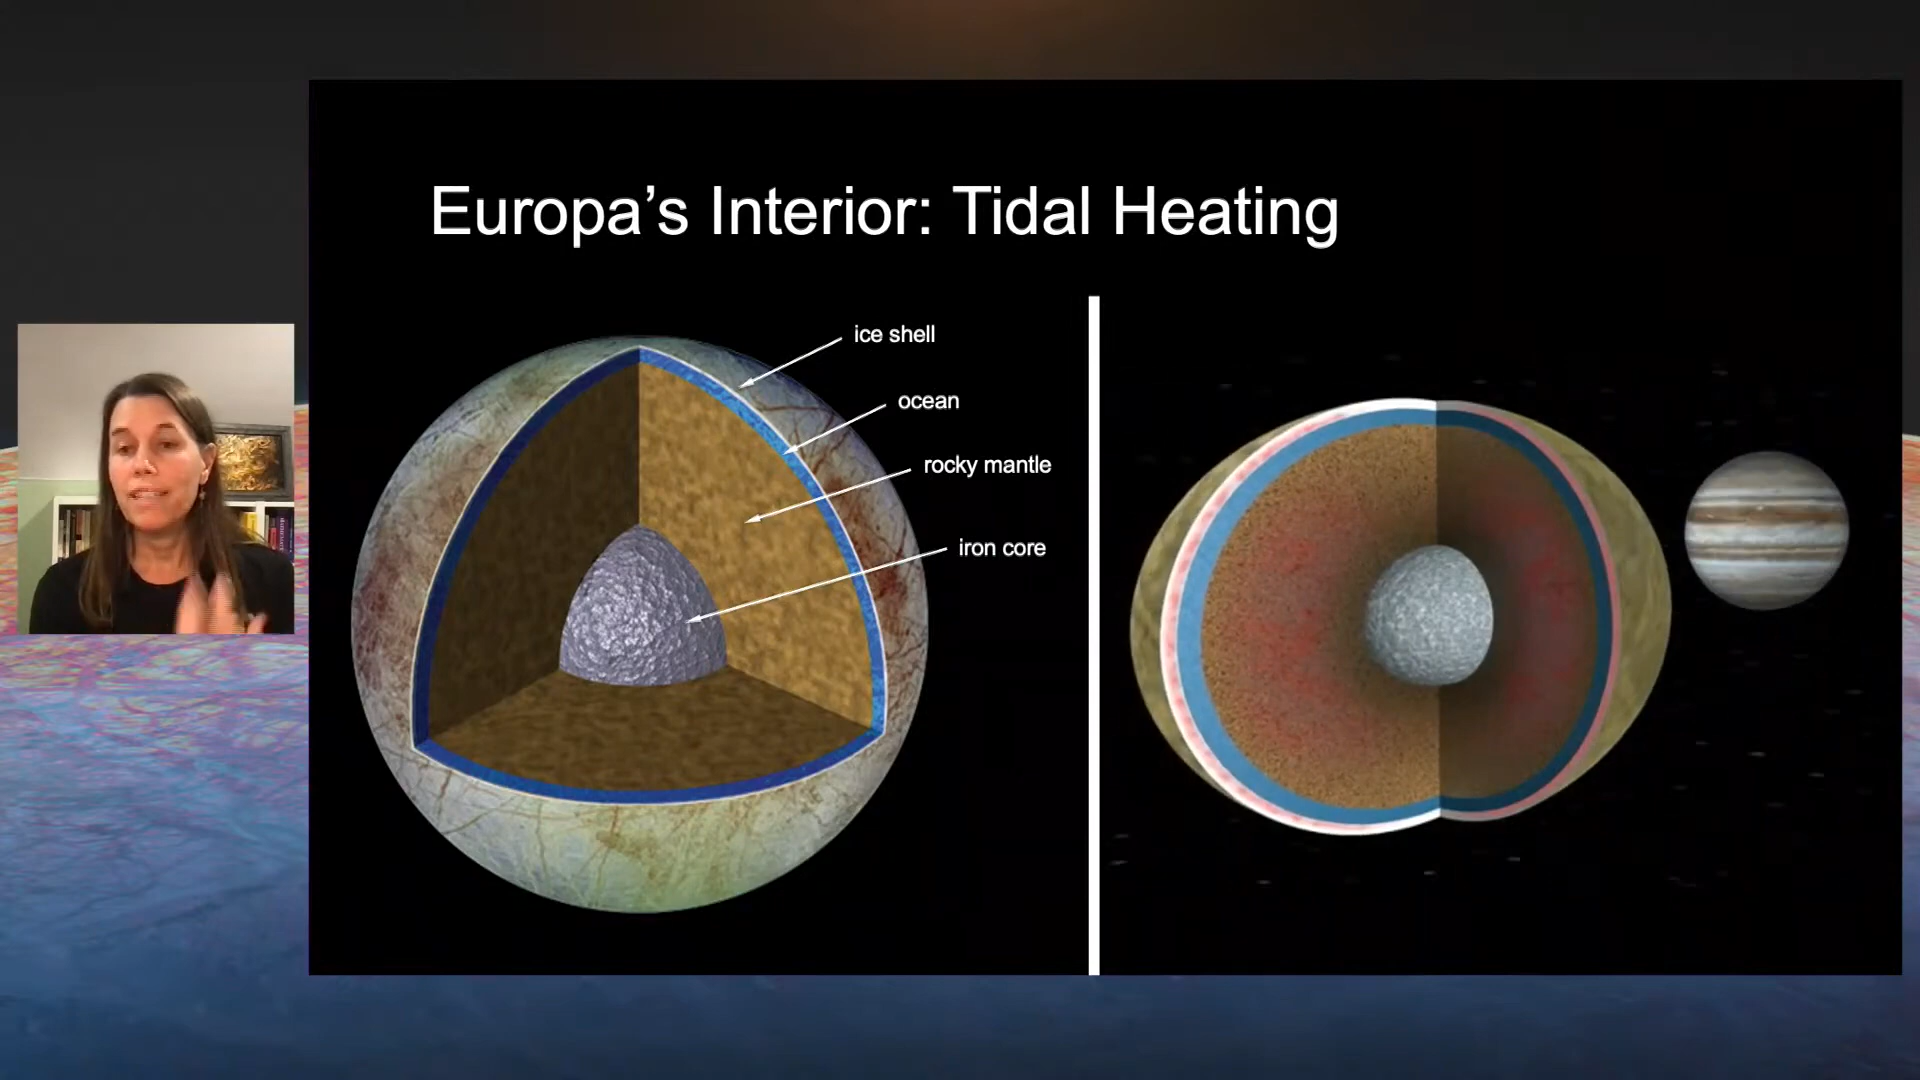 Europa’s Interior: Tidal Heating
ice shell
ocean
rocky mantle
iron core